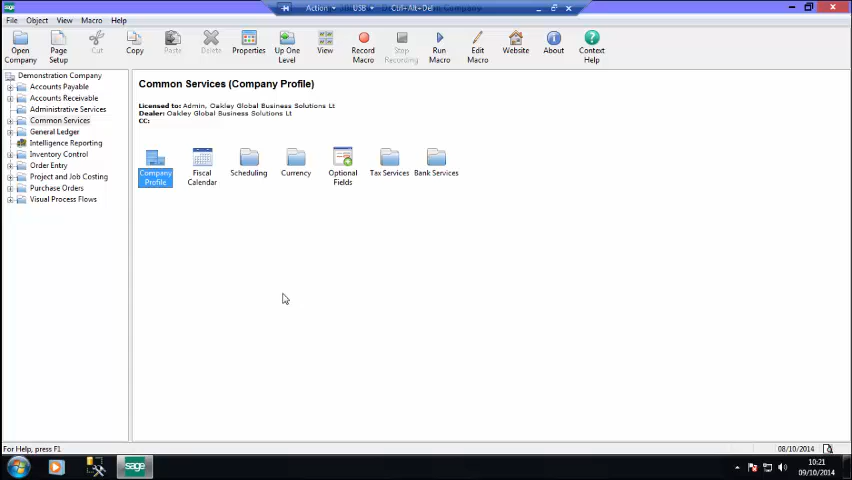 sage
Action
USB
Ctrl+Alt+Del
File Object View Macro Help
Open Company
Page Setup
Cut
Copy
Paste
Delete
Properties
View
Up One Level
Record Macro
Stop Recording
Run Macro
Edit Macro
Website
About
Context Help
Demonstration Company
Accounts Payable
Accounts Receivable
Administrative Services
Common Services
General Ledger
Intelligence Reporting
Inventory Control
Order Entry
Project and Job Costing
Purchase Orders
Visual Process Flows
Common Services (Company Profile)
Licensed to: Admin, Oakley Global Business Solutions Lt
Dealer: Oakley Global Business Solutions Lt
CC:
Company Profile
Fiscal Calendar
Scheduling
Currency
Optional Fields
Tax Services
Bank Services
For Help, press F1
08/10/2014
sage
10:21
09/10/2014